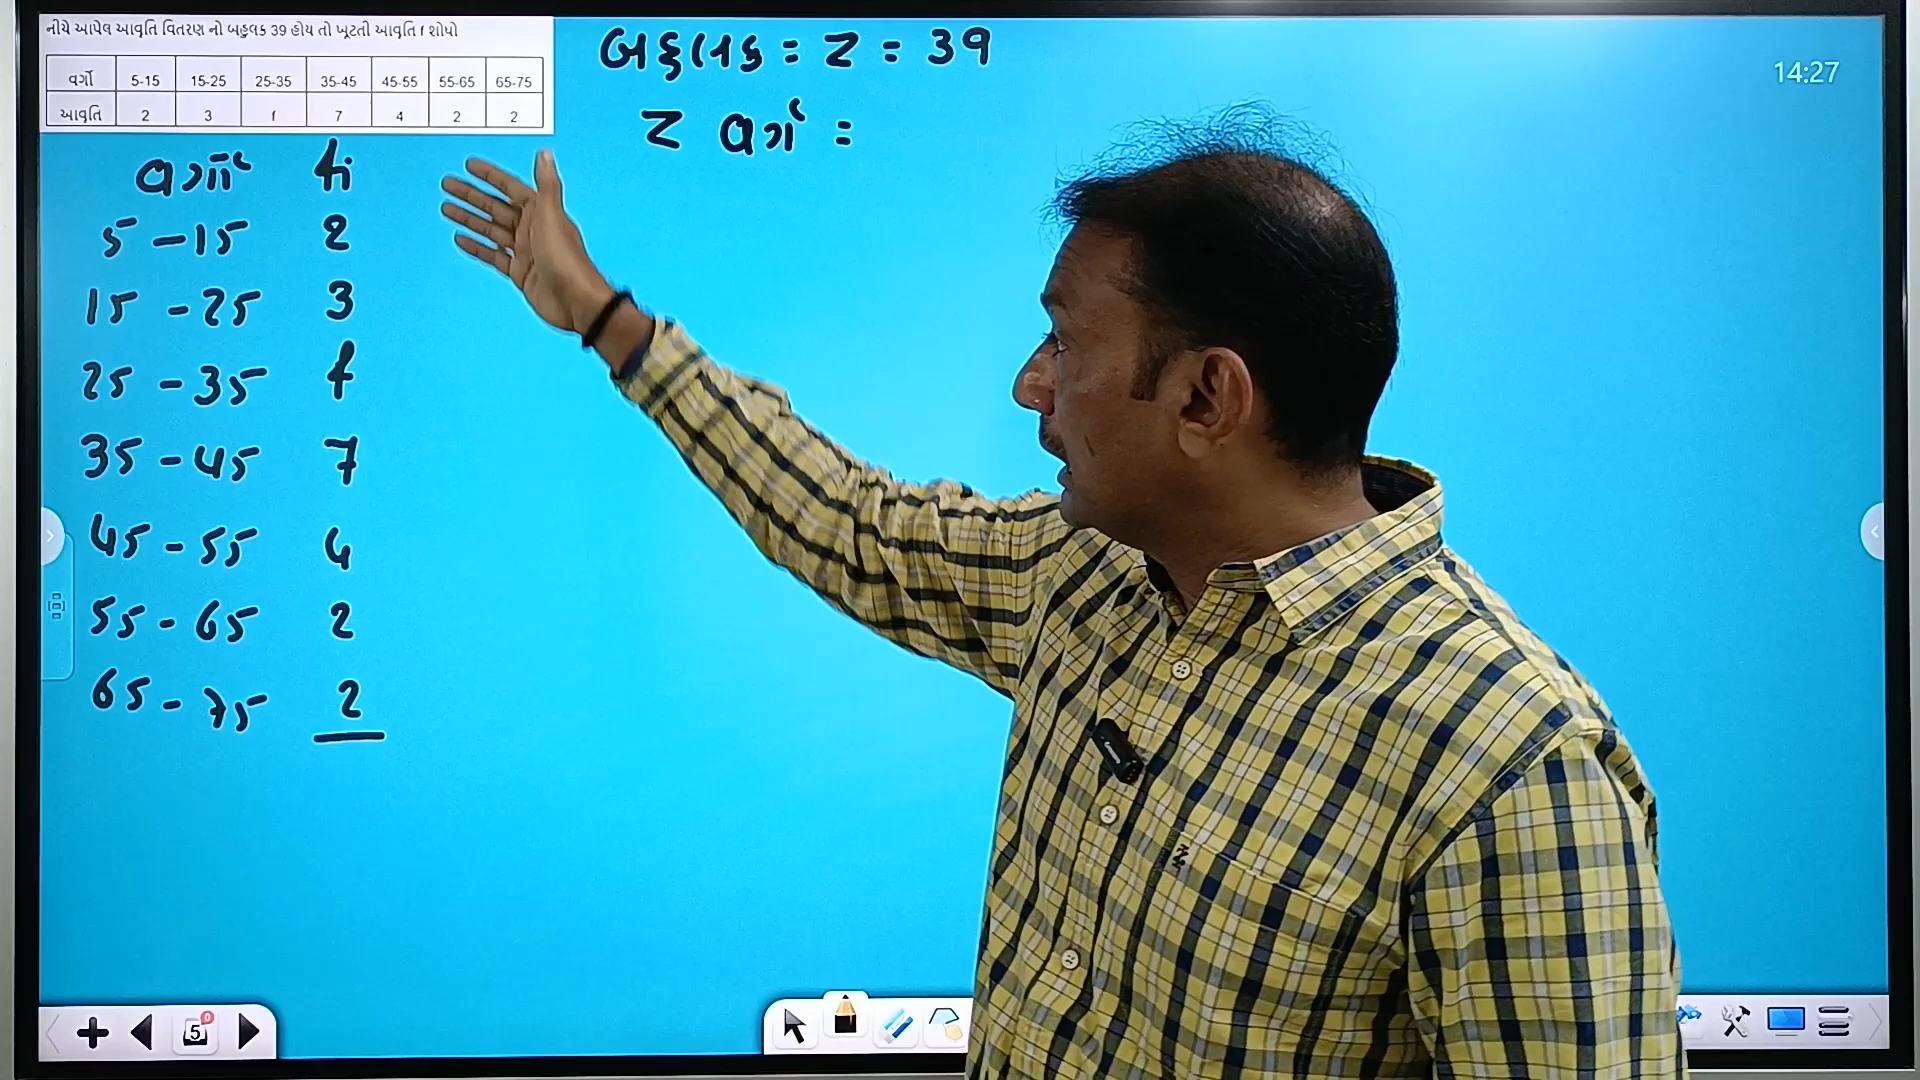 નીચે આપેલ આવૃતિ વિતરણ નો બહુલક 39 હોય તો ખૂટતી આવૃતિ f શોધો
વર્ગો 5-15 15-25 25-35 35-45 45-55 55-65 65-75
આવૃતિ 2 3 f 7 4 2 2
બહુલક = Z = 39
Z વર્ગ =
14:27
વર્ગ fi
5 - 15 2
15 - 25 3
25 - 35 f
35 - 45 7
45 - 55 4
55 - 65 2
65 - 75 2
5 0